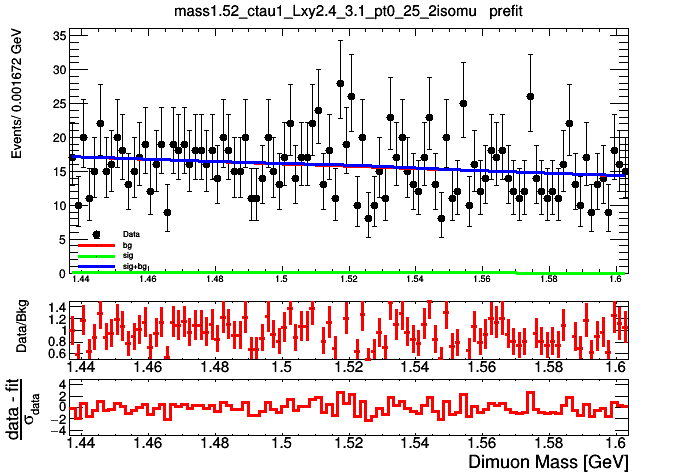 mass1.52_ctau1_Lxy2.4_3.1_pt0_25_2isomu prefit
Events/ 0.001672 GeV
35
30
25
20
15
10
5
0
Data
bg
sig
sig+bg
1.44 1.46 1.48 1.5 1.52 1.54 1.56 1.58 1.6
Data/Bkg
1.4
1.2
1.0
0.8
0.6
1.44 1.46 1.48 1.5 1.52 1.54 1.56 1.58 1.6
data - fit
σdata
4
2
0
−2
−4
1.44 1.46 1.48 1.5 1.52 1.54 1.56 1.58 1.6
Dimuon Mass [GeV]